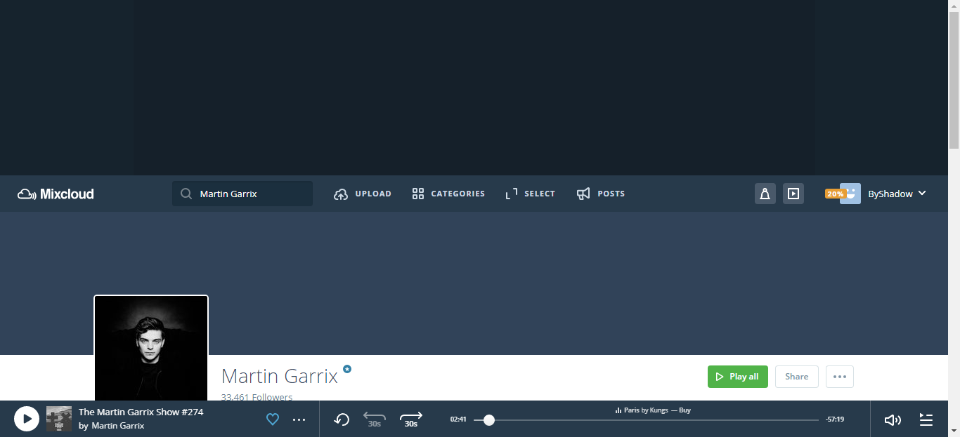 Mixcloud
Martin Garrix
UPLOAD
CATEGORIES
SELECT
POSTS
20%
ByShadow
Martin Garrix
33,461 Followers
Play all
Share
The Martin Garrix Show #274
by Martin Garrix
30s
30s
02:41
Paris by Kungs — Buy
-57:19